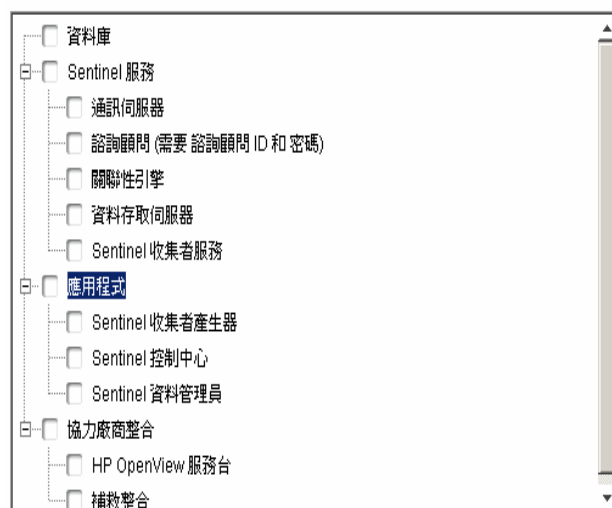 資料庫
Sentinel 服務
通訊伺服器
諮詢顧問 (需要 諮詢顧問 ID 和 密碼)
關聯性引擎
資料存取伺服器
Sentinel 收集者服務
應用程式
Sentinel 收集者產生器
Sentinel 控制中心
Sentinel 資料管理員
協力廠商整合
HP OpenView 服務台
補救整合